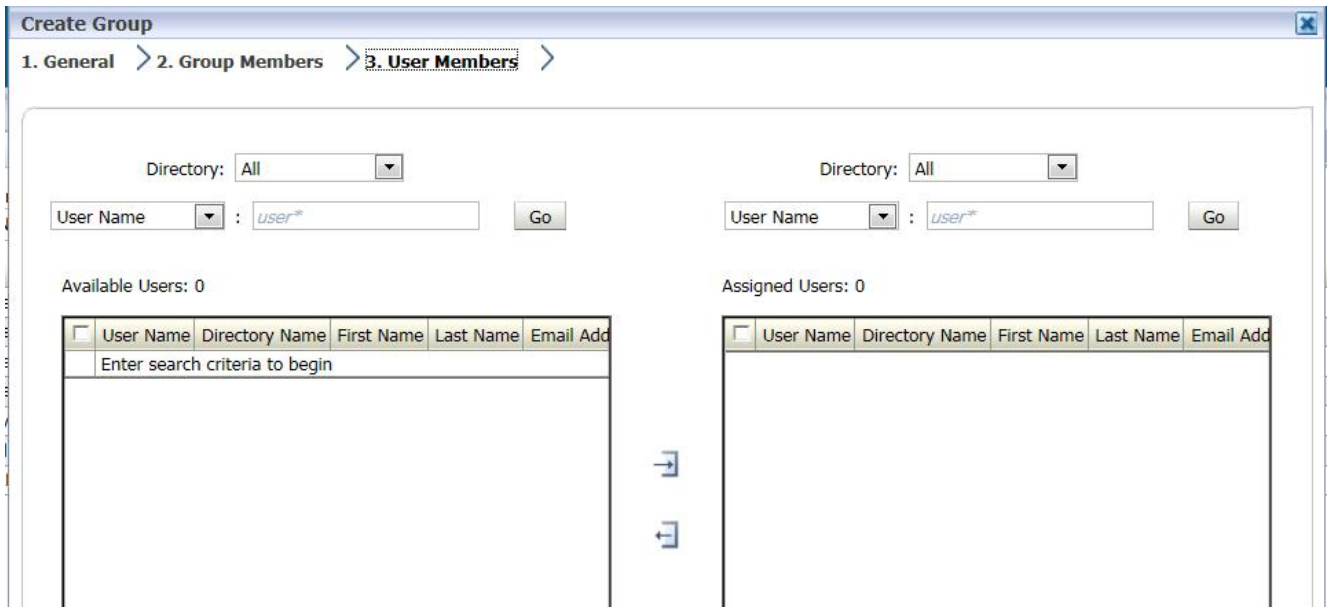 Create Group
1. General 2. Group Members 3. User Members
Directory: All
User Name : user* Go
Available Users: 0
User Name Directory Name First Name Last Name Email Add
Enter search criteria to begin
Directory: All
User Name : user* Go
Assigned Users: 0
User Name Directory Name First Name Last Name Email Add